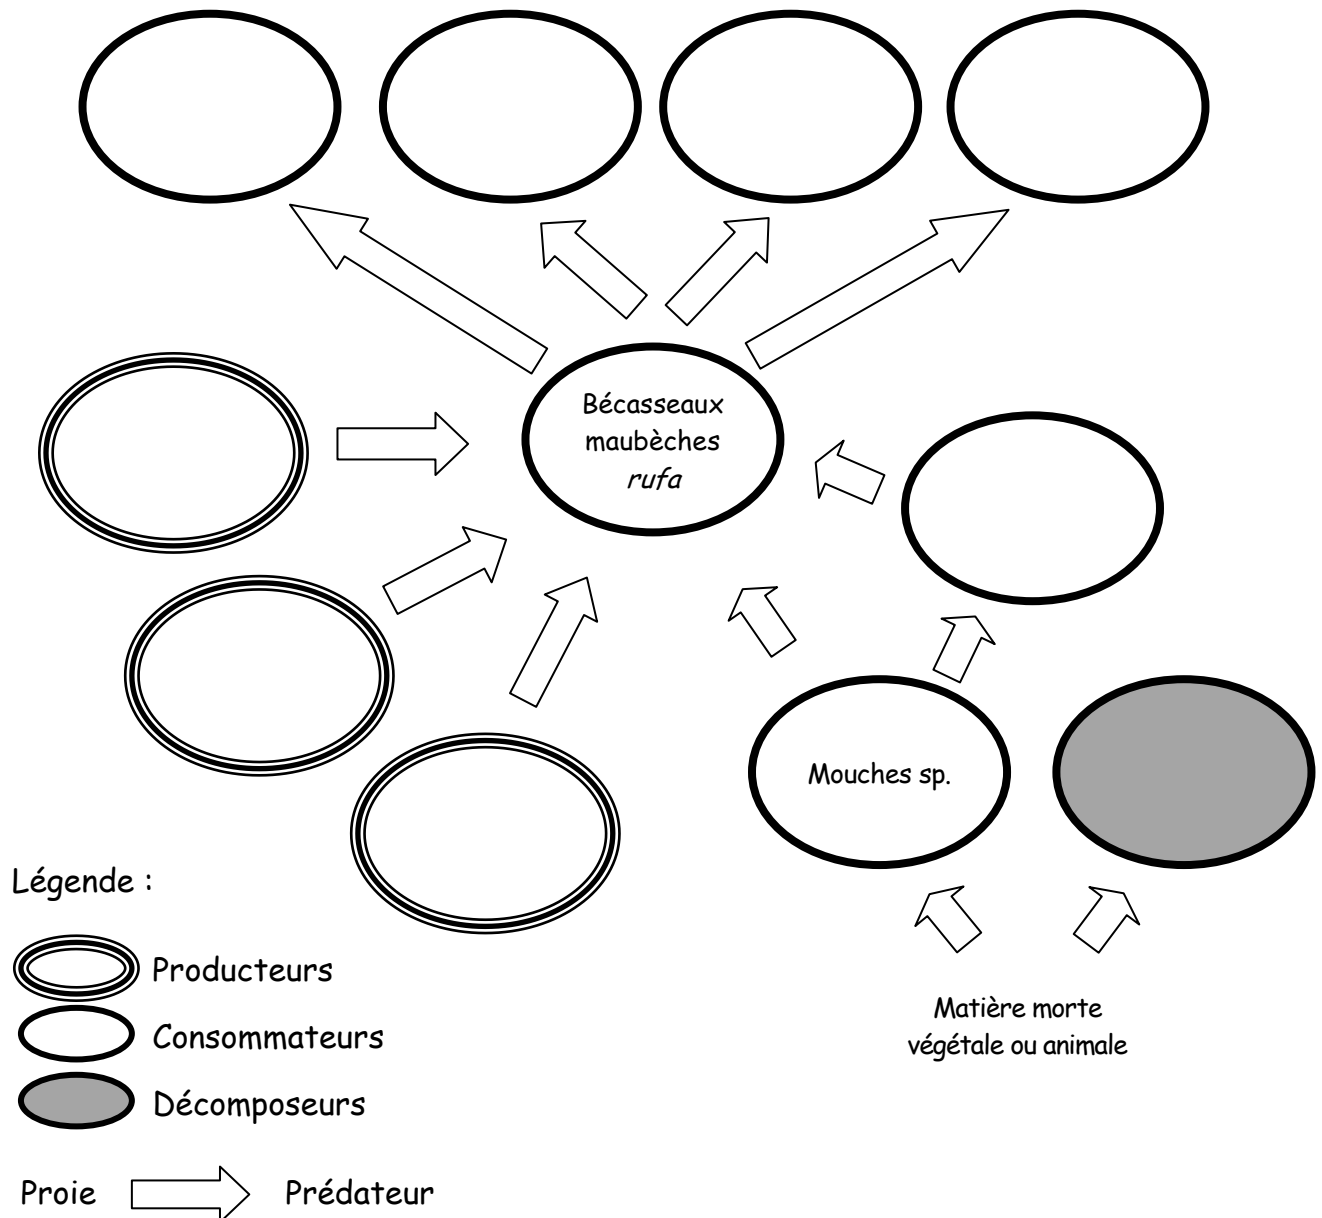 Bécasseaux
maubèches
rufa
Mouches sp.
Matière morte
végétale ou animale
Légende :
Producteurs
Consommateurs
Décomposeurs
Proie
Prédateur